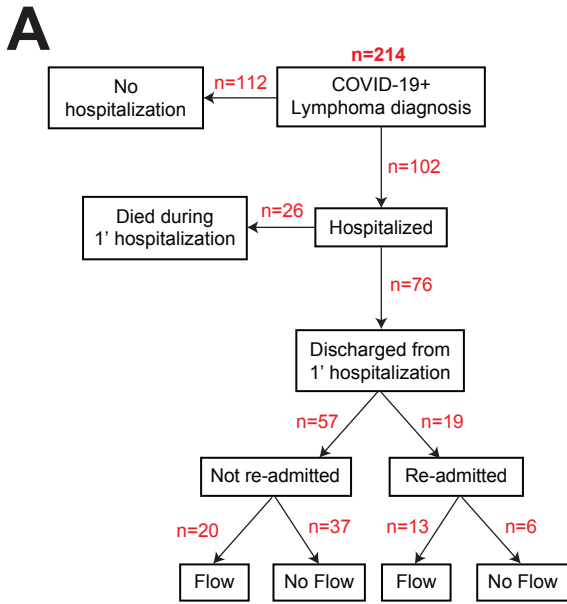 A
n=214
No
hospitalization
n=112
COVID-19+
Lymphoma diagnosis
n=102
Died during
1' hospitalization
n=26
Hospitalized
n=76
Discharged from
1' hospitalization
n=57
n=19
Not re-admitted
Re-admitted
n=20
n=37
n=13
n=6
Flow
No Flow
Flow
No Flow